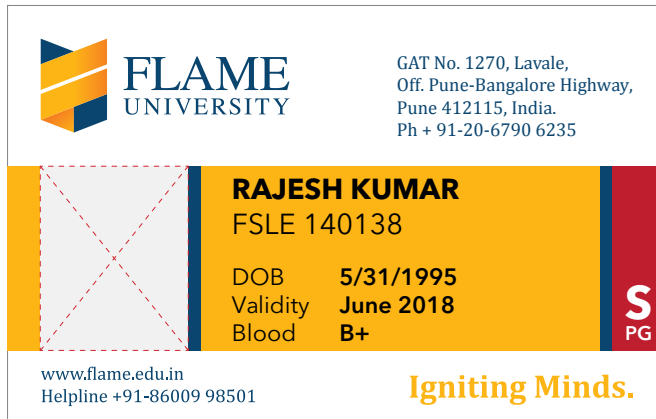 FLAME
UNIVERSITY
GAT No. 1270, Lavale,
Off. Pune-Bangalore Highway,
Pune 412115, India.
Ph + 91-20-6790 6235
RAJESH KUMAR
FSLE 140138
DOB 5/31/1995
Validity June 2018
Blood B+
S
PG
www.flame.edu.in
Helpline +91-86009 98501
Igniting Minds.